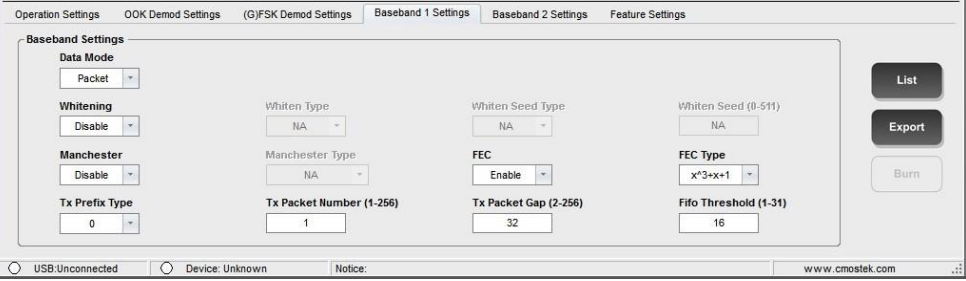 Operation Settings OOK Demod Settings (G)FSK Demod Settings Baseband 1 Settings Baseband 2 Settings Feature Settings
Baseband Settings
Data Mode
Packet
List
Whitening Whiten Type Whiten Seed Type Whiten Seed (0-511)
Disable NA NA NA
Export
Manchester Manchester Type FEC FEC Type
Disable NA Enable x^3+x+1
Burn
Tx Prefix Type Tx Packet Number (1-256) Tx Packet Gap (2-256) Fifo Threshold (1-31)
0 1 32 16
USB:Unconnected Device: Unknown Notice: www.cmostek.com